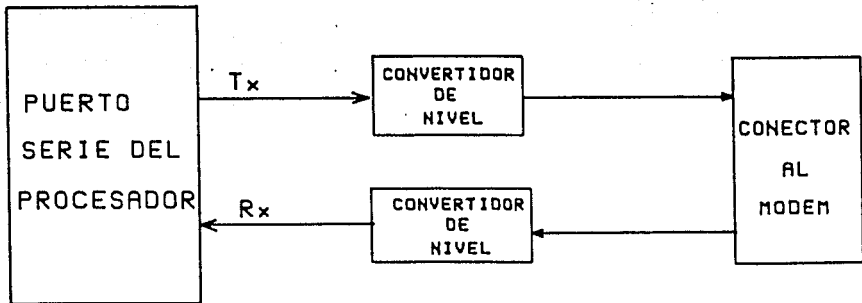 PUERTO
SERIE DEL
PROCESADOR
Tx
CONVERTIDOR
DE
NIVEL
Rx
CONVERTIDOR
DE
NIVEL
CONECTOR
AL
MODEM